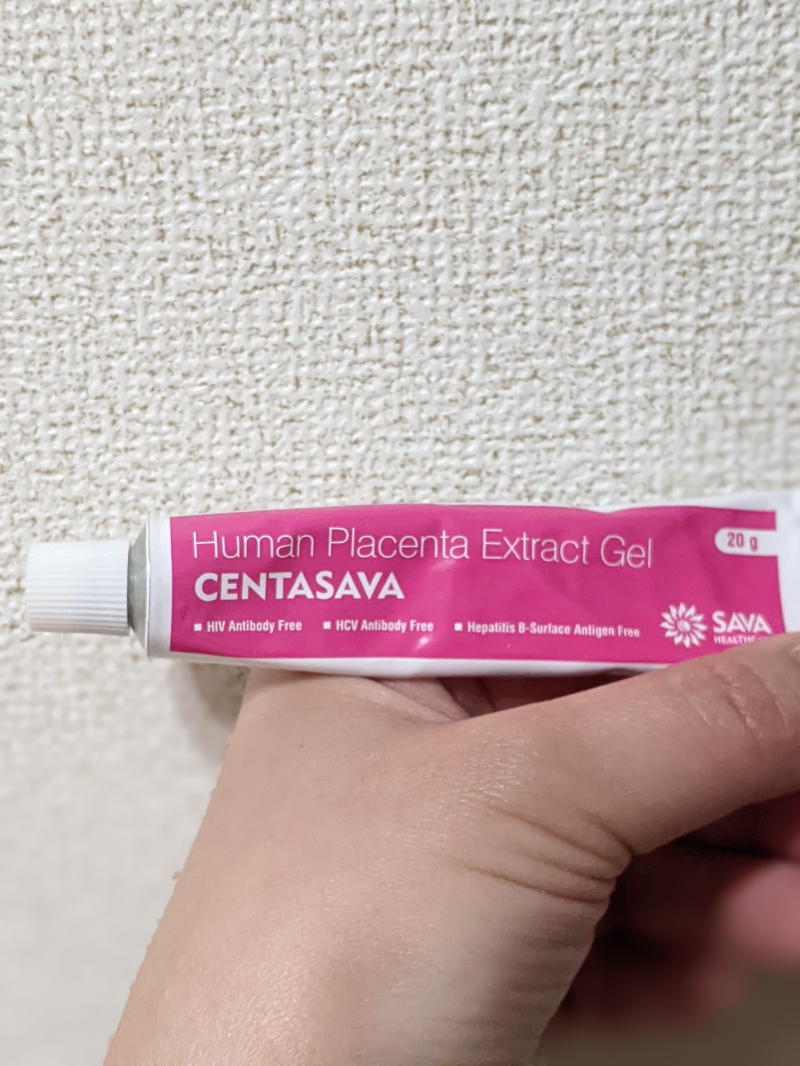 Human Placenta Extract Gel
20 g
CENTASAVA
▪ HIV Antibody Free ▪ HCV Antibody Free ▪ Hepatitis B-Surface Antigen Free
SAVA